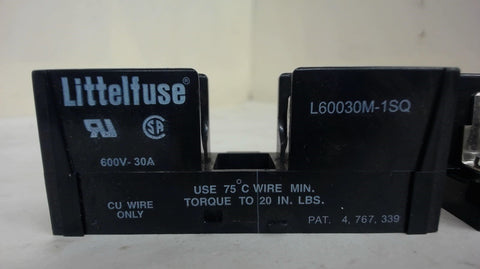 Littelfuse®
L60030M-1SQ
600V- 30A
USE 75°C WIRE MIN.
TORQUE TO 20 IN. LBS.
CU WIRE
ONLY
PAT. 4, 767, 339